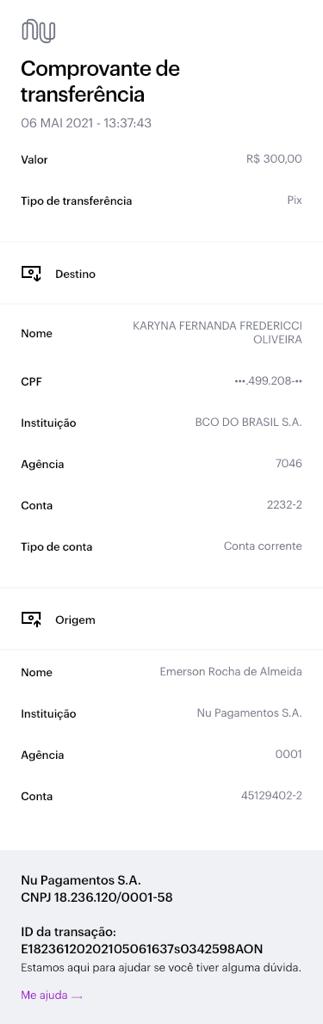 nu
Comprovante de
transferência
06 MAI 2021 - 13:37:43
Valor R$ 300,00
Tipo de transferência Pix
Destino
Nome KARYNA FERNANDA FREDERICCI
OLIVEIRA
CPF •••.499.208-••
Instituição BCO DO BRASIL S.A.
Agência 7046
Conta 2232-2
Tipo de conta Conta corrente
Origem
Nome Emerson Rocha de Almeida
Instituição Nu Pagamentos S.A.
Agência 0001
Conta 45129402-2
Nu Pagamentos S.A.
CNPJ 18.236.120/0001-58
ID da transação:
E18236120202105061637s0342598AON
Estamos aqui para ajudar se você tiver alguma dúvida.
Me ajuda →